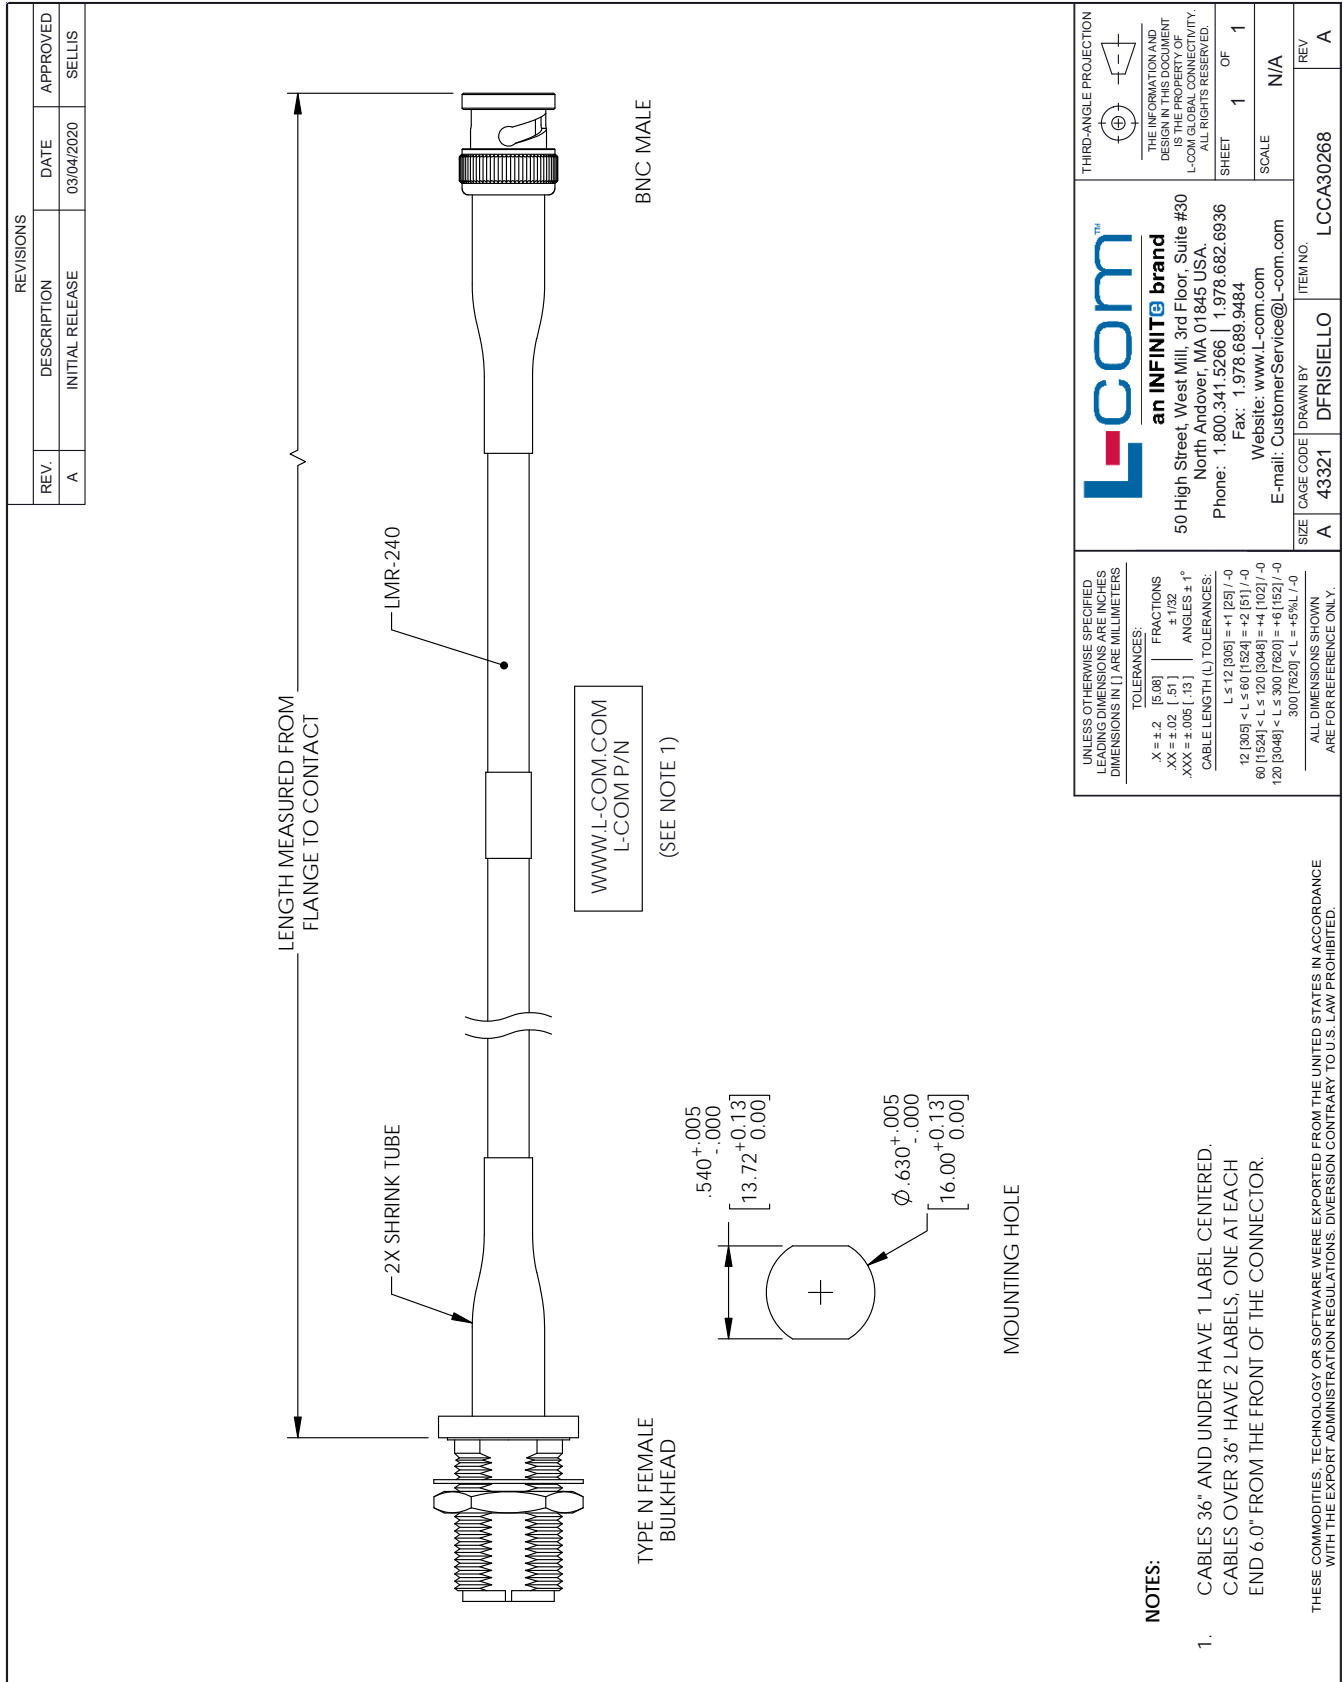 REVISIONS
REV. DESCRIPTION DATE APPROVED
A INITIAL RELEASE 03/04/2020 SELLIS
LENGTH MEASURED FROM
FLANGE TO CONTACT
2X SHRINK TUBE
LMR-240
WWW.L-COM.COM
L-COM P/N
(SEE NOTE 1)
TYPE N FEMALE
BULKHEAD
BNC MALE
.540 +.005 -.000
[13.72 +0.13 0.00]
Ø.630 +.005 -.000
[16.00 +0.13 0.00]
MOUNTING HOLE
NOTES:
1. CABLES 36" AND UNDER HAVE 1 LABEL CENTERED.
CABLES OVER 36" HAVE 2 LABELS, ONE AT EACH
END 6.0" FROM THE FRONT OF THE CONNECTOR.
THESE COMMODITIES, TECHNOLOGY OR SOFTWARE WERE EXPORTED FROM THE UNITED STATES IN ACCORDANCE
WITH THE EXPORT ADMINISTRATION REGULATIONS. DIVERSION CONTRARY TO U.S. LAW PROHIBITED.
UNLESS OTHERWISE SPECIFIED
LEADING DIMENSIONS ARE INCHES
DIMENSIONS IN [ ] ARE MILLIMETERS
TOLERANCES:
.X = ±.2 [5.08] FRACTIONS
.XX = ±.02 [.51] ± 1/32
.XXX = ±.005 [.13] ANGLES ± 1°
CABLE LENGTH (L) TOLERANCES:
L ≤ 12 [305] = +1 [25] / -0
12 [305] < L ≤ 60 [1524] = +2 [51] / -0
60 [1524] < L ≤ 120 [3048] = +4 [102] / -0
120 [3048] < L ≤ 300 [7620] = +6 [152] / -0
300 [7620] < L = +5%L / -0
ALL DIMENSIONS SHOWN
ARE FOR REFERENCE ONLY.
L-com™
an INFINITe brand
50 High Street, West Mill, 3rd Floor, Suite #30
North Andover, MA 01845 USA.
Phone: 1.800.341.5266 | 1.978.682.6936
Fax: 1.978.689.9484
Website: www.L-com.com
E-mail: CustomerService@L-com.com
THIRD-ANGLE PROJECTION
THE INFORMATION AND
DESIGN IN THIS DOCUMENT
IS THE PROPERTY OF
L-COM GLOBAL CONNECTIVITY.
ALL RIGHTS RESERVED.
SHEET 1 OF 1
SCALE N/A
SIZE CAGE CODE DRAWN BY ITEM NO. REV
A 43321 DFRISIELLO LCCA30268 A